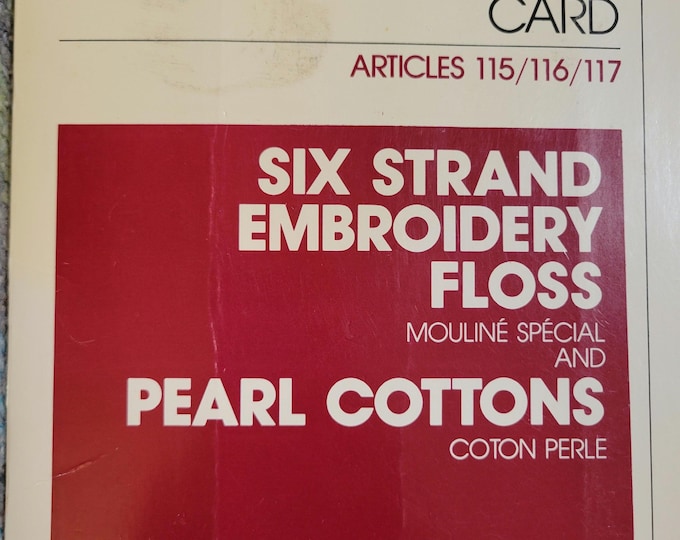 CARD
ARTICLES 115/116/117
SIX STRAND
EMBROIDERY
FLOSS
MOULINÉ SPÉCIAL
AND
PEARL COTTONS
COTON PERLE